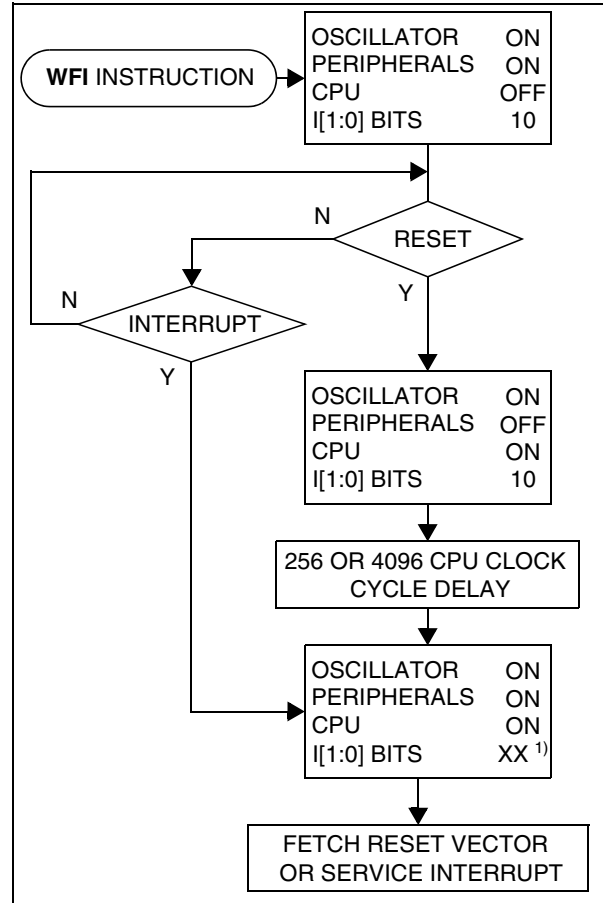 WFI INSTRUCTION
OSCILLATOR ON
PERIPHERALS ON
CPU OFF
I[1:0] BITS 10
N
RESET
Y
N
INTERRUPT
Y
OSCILLATOR ON
PERIPHERALS OFF
CPU ON
I[1:0] BITS 10
256 OR 4096 CPU CLOCK
CYCLE DELAY
OSCILLATOR ON
PERIPHERALS ON
CPU ON
I[1:0] BITS XX 1)
FETCH RESET VECTOR
OR SERVICE INTERRUPT